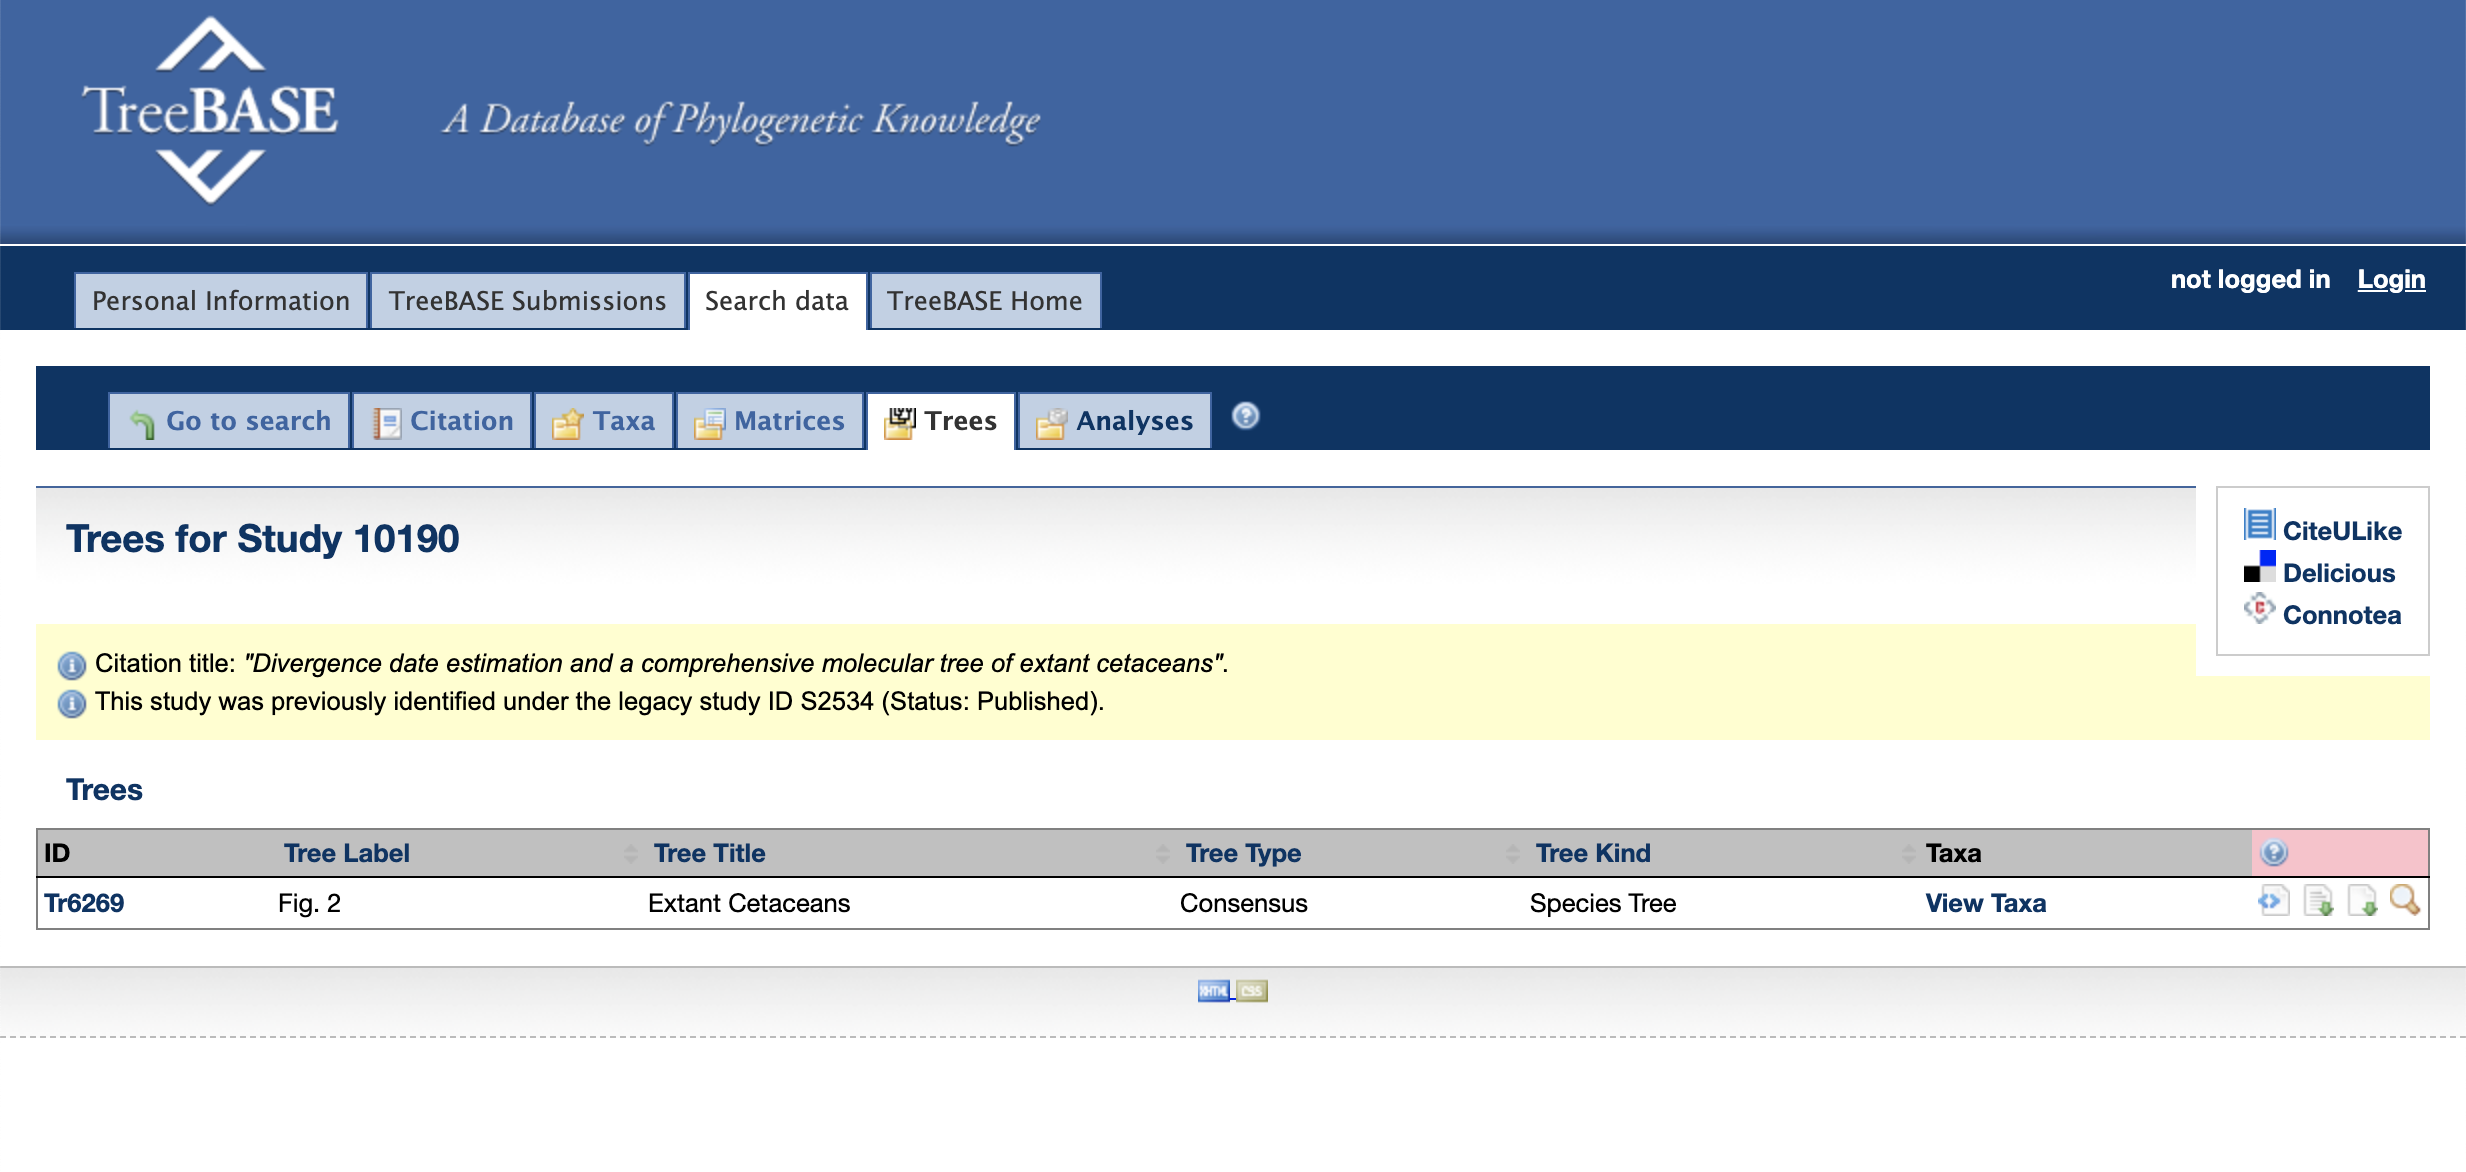 TreeBASE
A Database of Phylogenetic Knowledge
not logged in Login
Personal Information TreeBASE Submissions Search data TreeBASE Home
Go to search Citation Taxa Matrices Trees Analyses
Trees for Study 10190
CiteULike
Delicious
Connotea
Citation title: "Divergence date estimation and a comprehensive molecular tree of extant cetaceans".
This study was previously identified under the legacy study ID S2534 (Status: Published).
Trees
ID Tree Label Tree Title Tree Type Tree Kind Taxa
Tr6269 Fig. 2 Extant Cetaceans Consensus Species Tree View Taxa
XHTML CSS